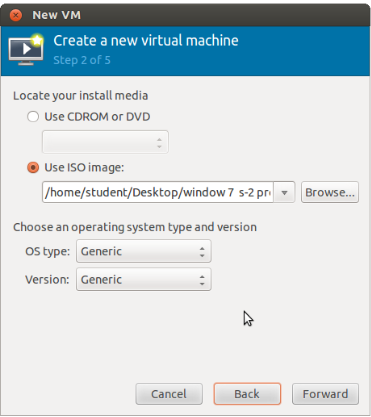 New VM
Create a new virtual machine
Step 2 of 5
Locate your install media
Use CDROM or DVD
Use ISO image:
/home/student/Desktop/window 7 s-2 pr
Browse...
Choose an operating system type and version
OS type: Generic
Version: Generic
Cancel Back Forward